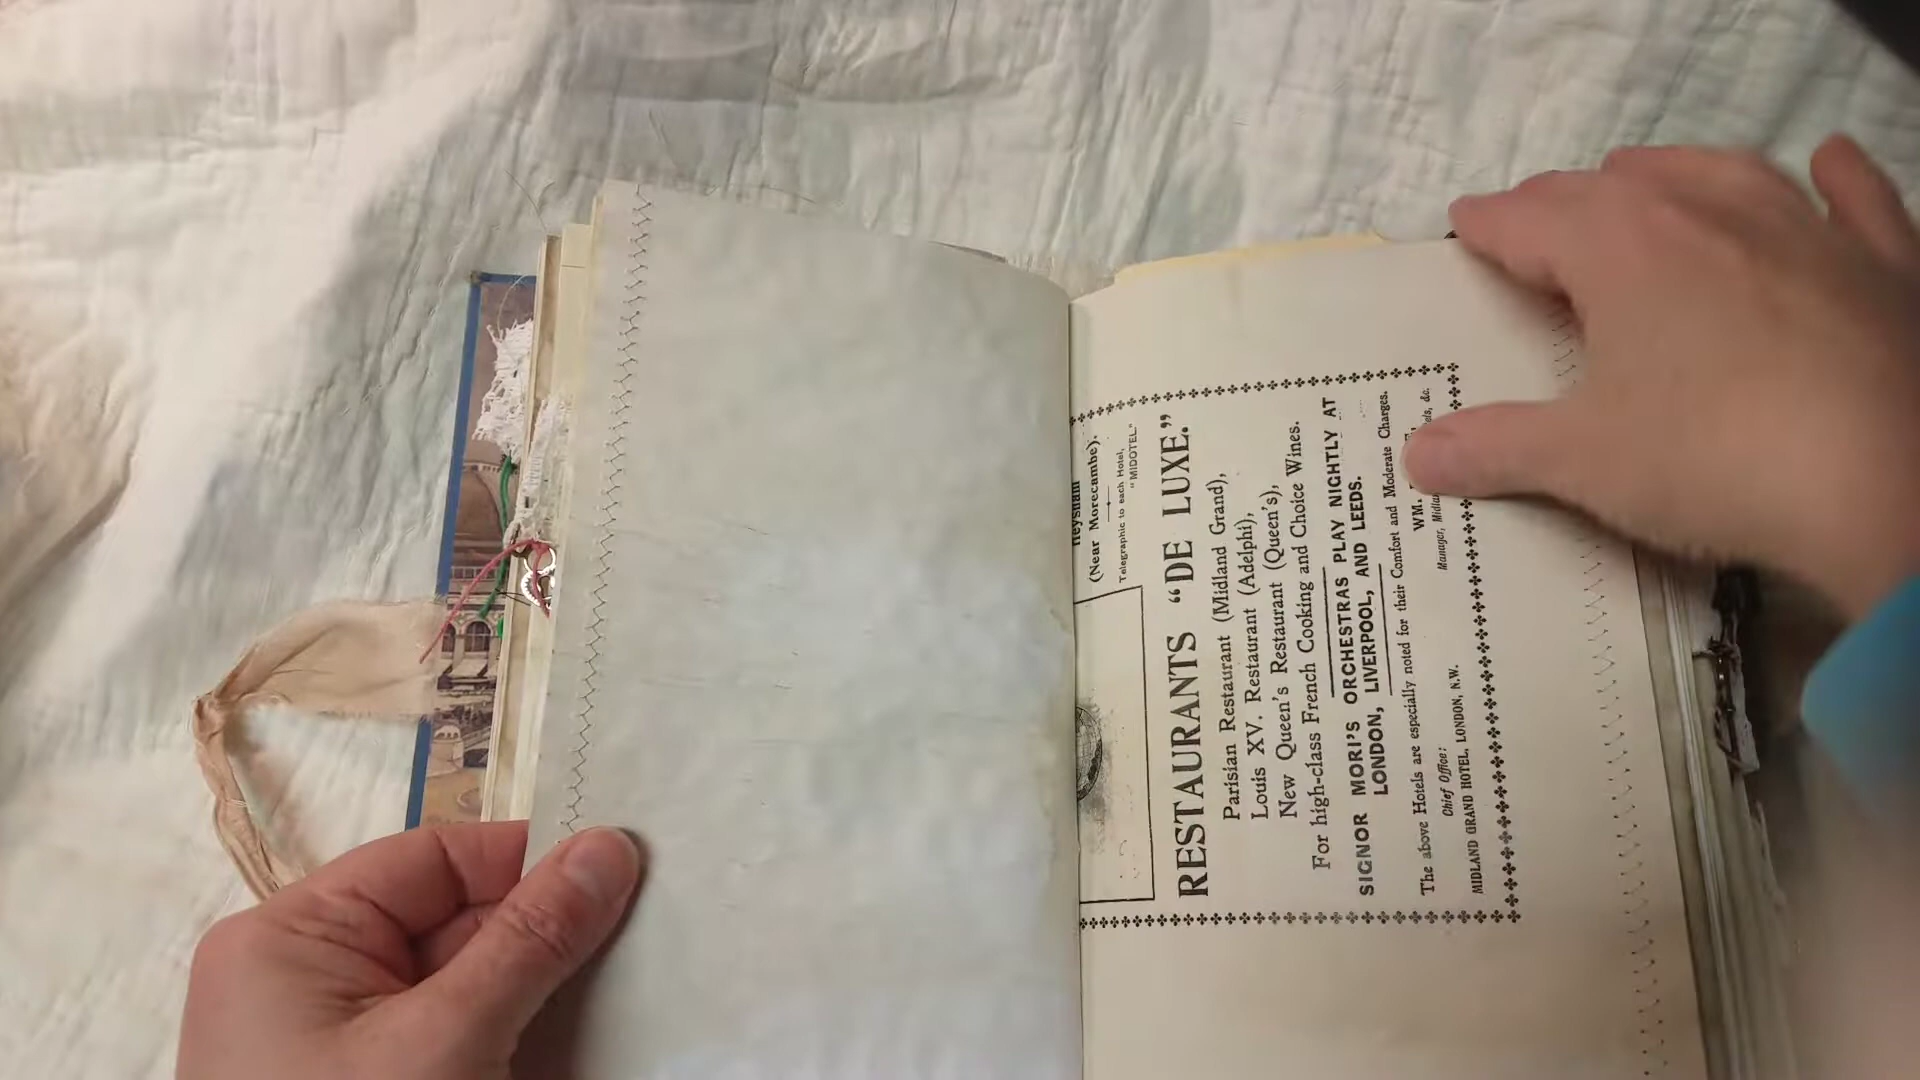 Heysham
(Near Morecambe).
Telegraphic to each Hotel,
"MIDOTEL."
RESTAURANTS "DE LUXE."
Parisian Restaurant (Midland Grand),
Louis XV. Restaurant (Adelphi),
New Queen's Restaurant (Queen's),
For high-class French Cooking and Choice Wines.
SIGNOR MORI'S ORCHESTRAS PLAY NIGHTLY AT
LONDON, LIVERPOOL, AND LEEDS.
The above Hotels are especially noted for their Comfort and Moderate Charges.
Chief Office:
WM.
MIDLAND GRAND HOTEL, LONDON, N.W.
Manager, &c.